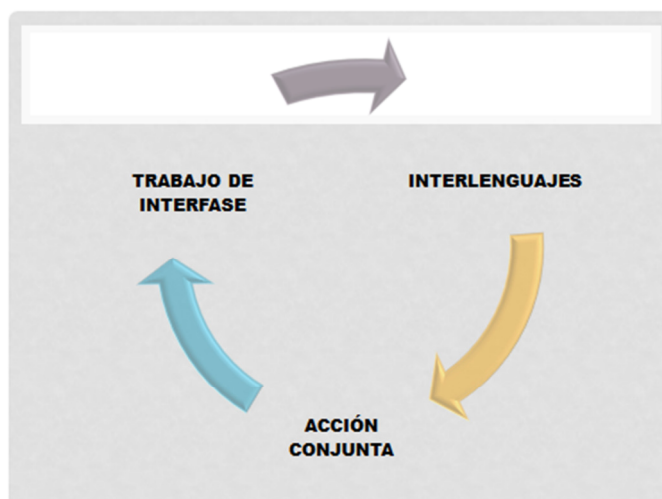 TRABAJO DE
INTERFASE
INTERLENGUAJES
ACCIÓN
CONJUNTA